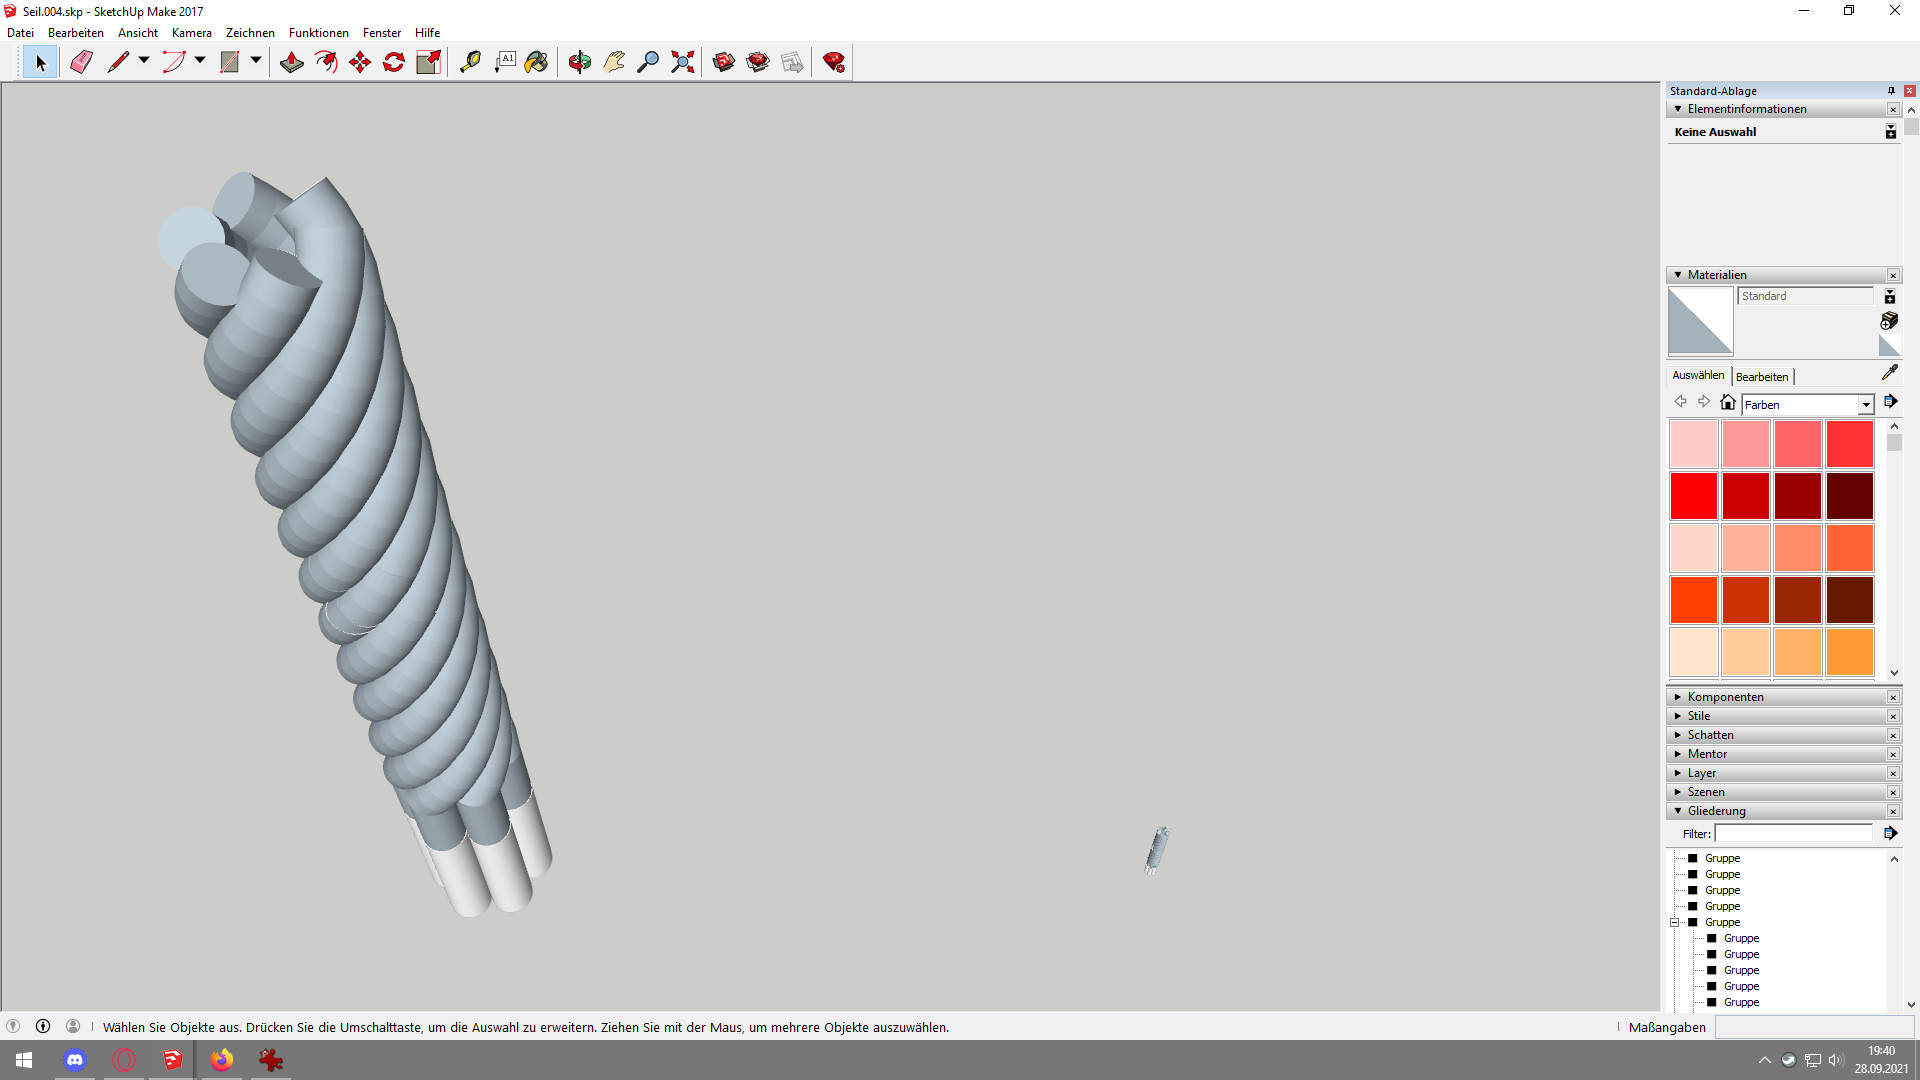 Seil.004.skp - SketchUp Make 2017
Datei Bearbeiten Ansicht Kamera Zeichnen Funktionen Fenster Hilfe
A1
Standard-Ablage
Elementinformationen
Keine Auswahl
Materialien
Standard
Auswählen Bearbeiten
Farben
Komponenten
Stile
Schatten
Mentor
Layer
Szenen
Gliederung
Filter:
Gruppe
Gruppe
Gruppe
Gruppe
Gruppe
Gruppe
Gruppe
Gruppe
Gruppe
Gruppe
Wählen Sie Objekte aus. Drücken Sie die Umschalttaste, um die Auswahl zu erweitern. Ziehen Sie mit der Maus, um mehrere Objekte auszuwählen.
Maßangaben
19:40
28.09.2021